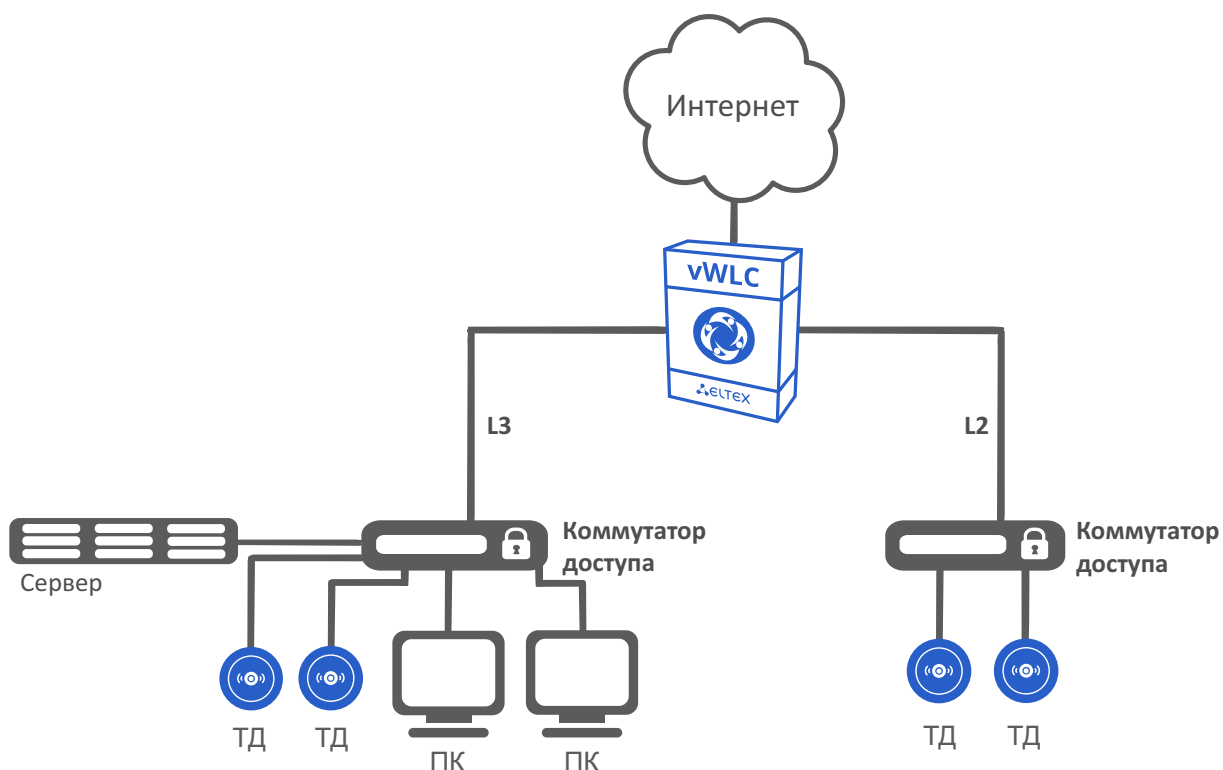 Интернет
vWLC
ELTEX
L3
L2
Коммутатор
доступа
Коммутатор
доступа
Сервер
ТД
ТД
ПК
ПК
ТД
ТД